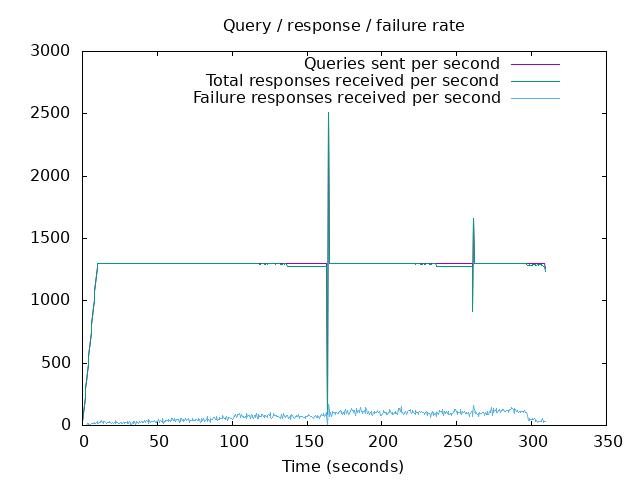 Query / response / failure rate
Queries sent per second
Total responses received per second
Failure responses received per second
3000
2500
2000
1500
1000
500
0
0 50 100 150 200 250 300 350
Time (seconds)